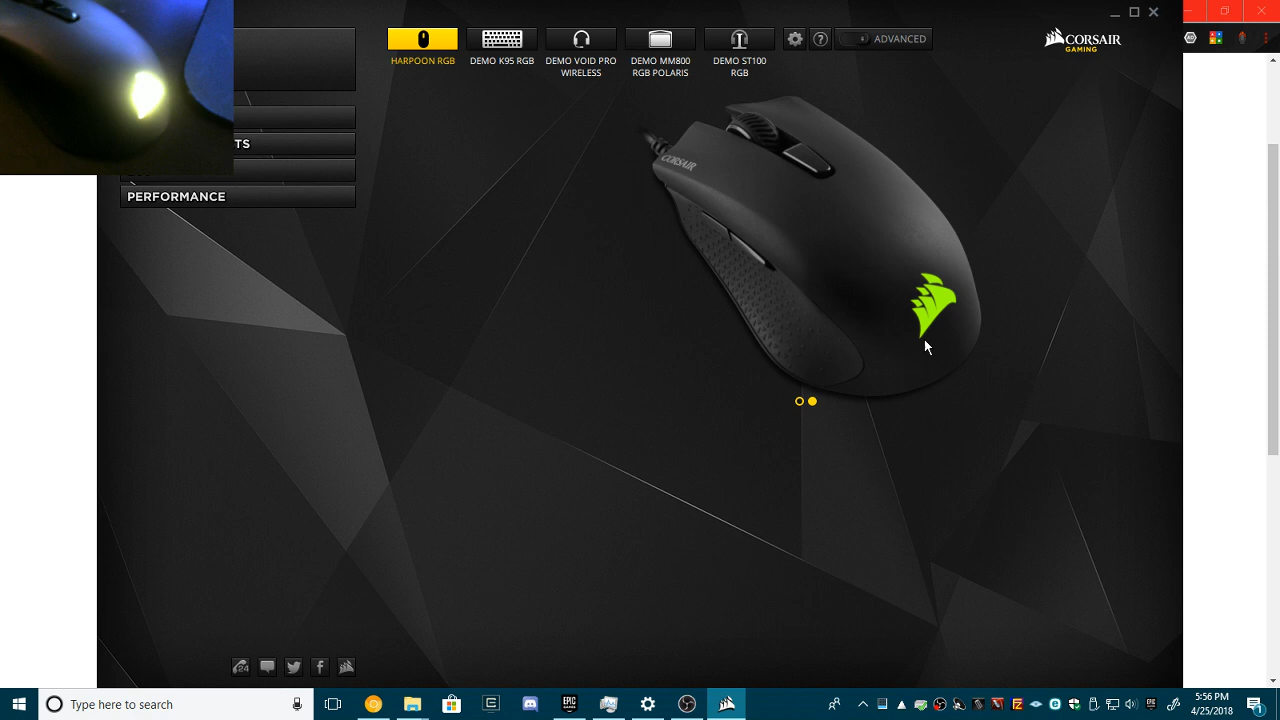 CORSAIR
GAMING
ADVANCED
HARPOON RGB
DEMO K95 RGB
DEMO VOID PRO
WIRELESS
DEMO MM800
RGB POLARIS
DEMO ST100
RGB
TS
PERFORMANCE
CORSAIR
24
Type here to search
5:56 PM
4/25/2018